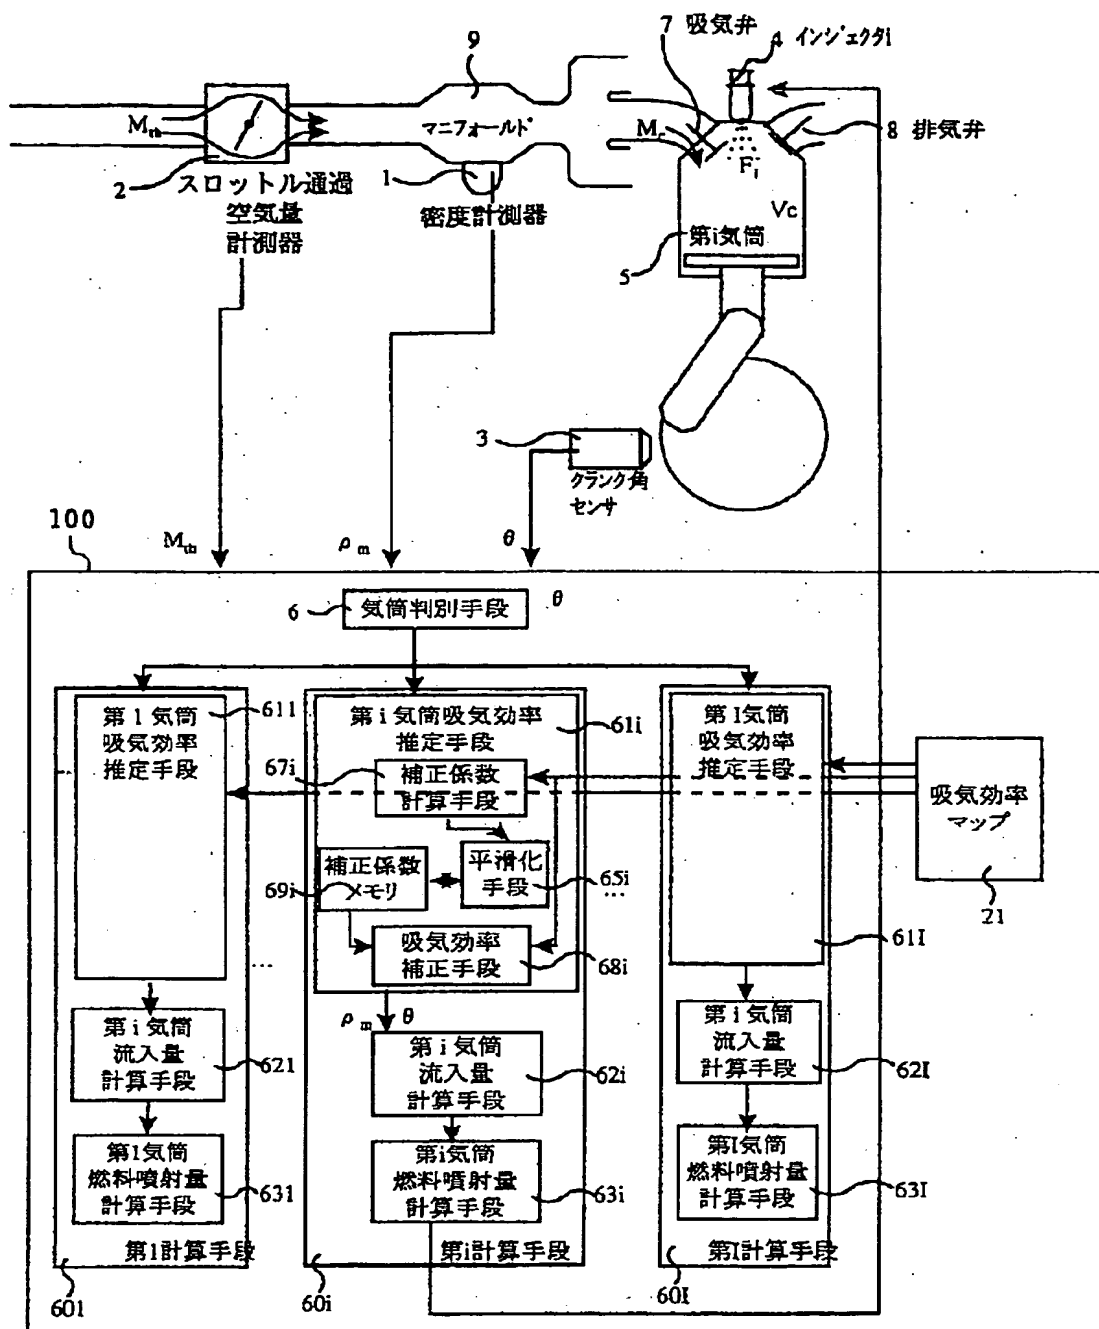 7 吸気弁
4 インジェクタi
9
M_th
マニフォールド
M_c
8 排気弁
F_i
2
スロットル通過
空気量
計測器
1
密度計測器
Vc
第i気筒
5
3
クランク角
センサ
100
M_th
ρ_m
θ
6
気筒判別手段
θ
第1気筒
吸気効率
推定手段
611
第i気筒吸気効率
推定手段
61i
第I気筒
吸気効率
推定手段
67i
補正係数
計算手段
吸気効率
マップ
21
補正係数
メモリ
69i
平滑化
手段
65i
...
...
吸気効率
補正手段
68i
61I
ρ_m
θ
第i気筒
流入量
計算手段
621
第i気筒
流入量
計算手段
62i
第i気筒
流入量
計算手段
62I
第1気筒
燃料噴射量
計算手段
631
第i気筒
燃料噴射量
計算手段
63i
第I気筒
燃料噴射量
計算手段
63I
第1計算手段
第i計算手段
第I計算手段
601
60i
60I